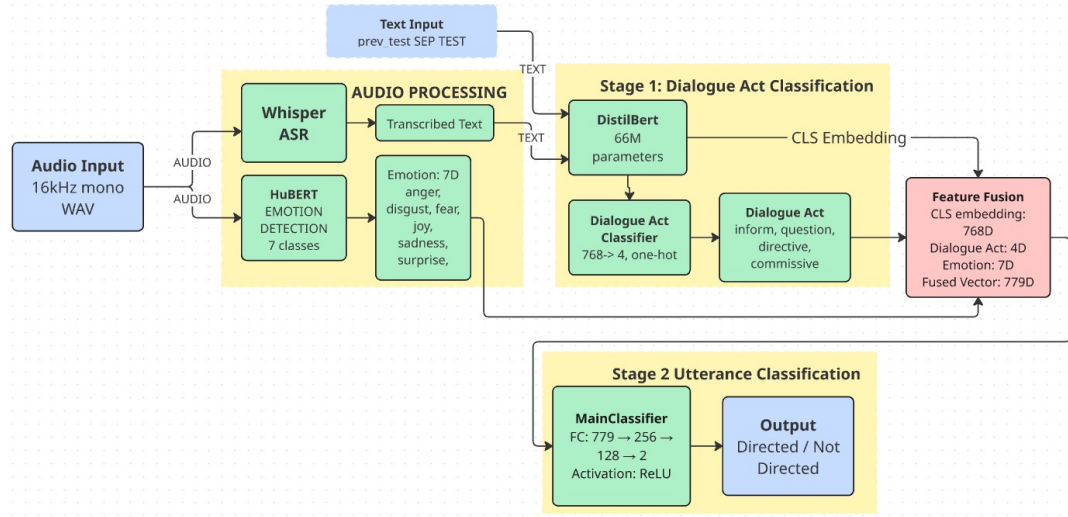 Text Input
prev_test SEP TEST
TEXT
AUDIO PROCESSING
Whisper
ASR
Transcribed Text
TEXT
Audio Input
16kHz mono
WAV
AUDIO
AUDIO
HuBERT
EMOTION
DETECTION
7 classes
Emotion: 7D
anger,
disgust, fear,
joy,
sadness,
surprise,
Stage 1: Dialogue Act Classification
DistilBert
66M
parameters
CLS Embedding
Dialogue Act
Classifier
768-> 4, one-hot
Dialogue Act
inform, question,
directive,
commissive
Feature Fusion
CLS embedding:
768D
Dialogue Act: 4D
Emotion: 7D
Fused Vector: 779D
Stage 2 Utterance Classification
MainClassifier
FC: 779 → 256 →
128 → 2
Activation: ReLU
Output
Directed / Not
Directed